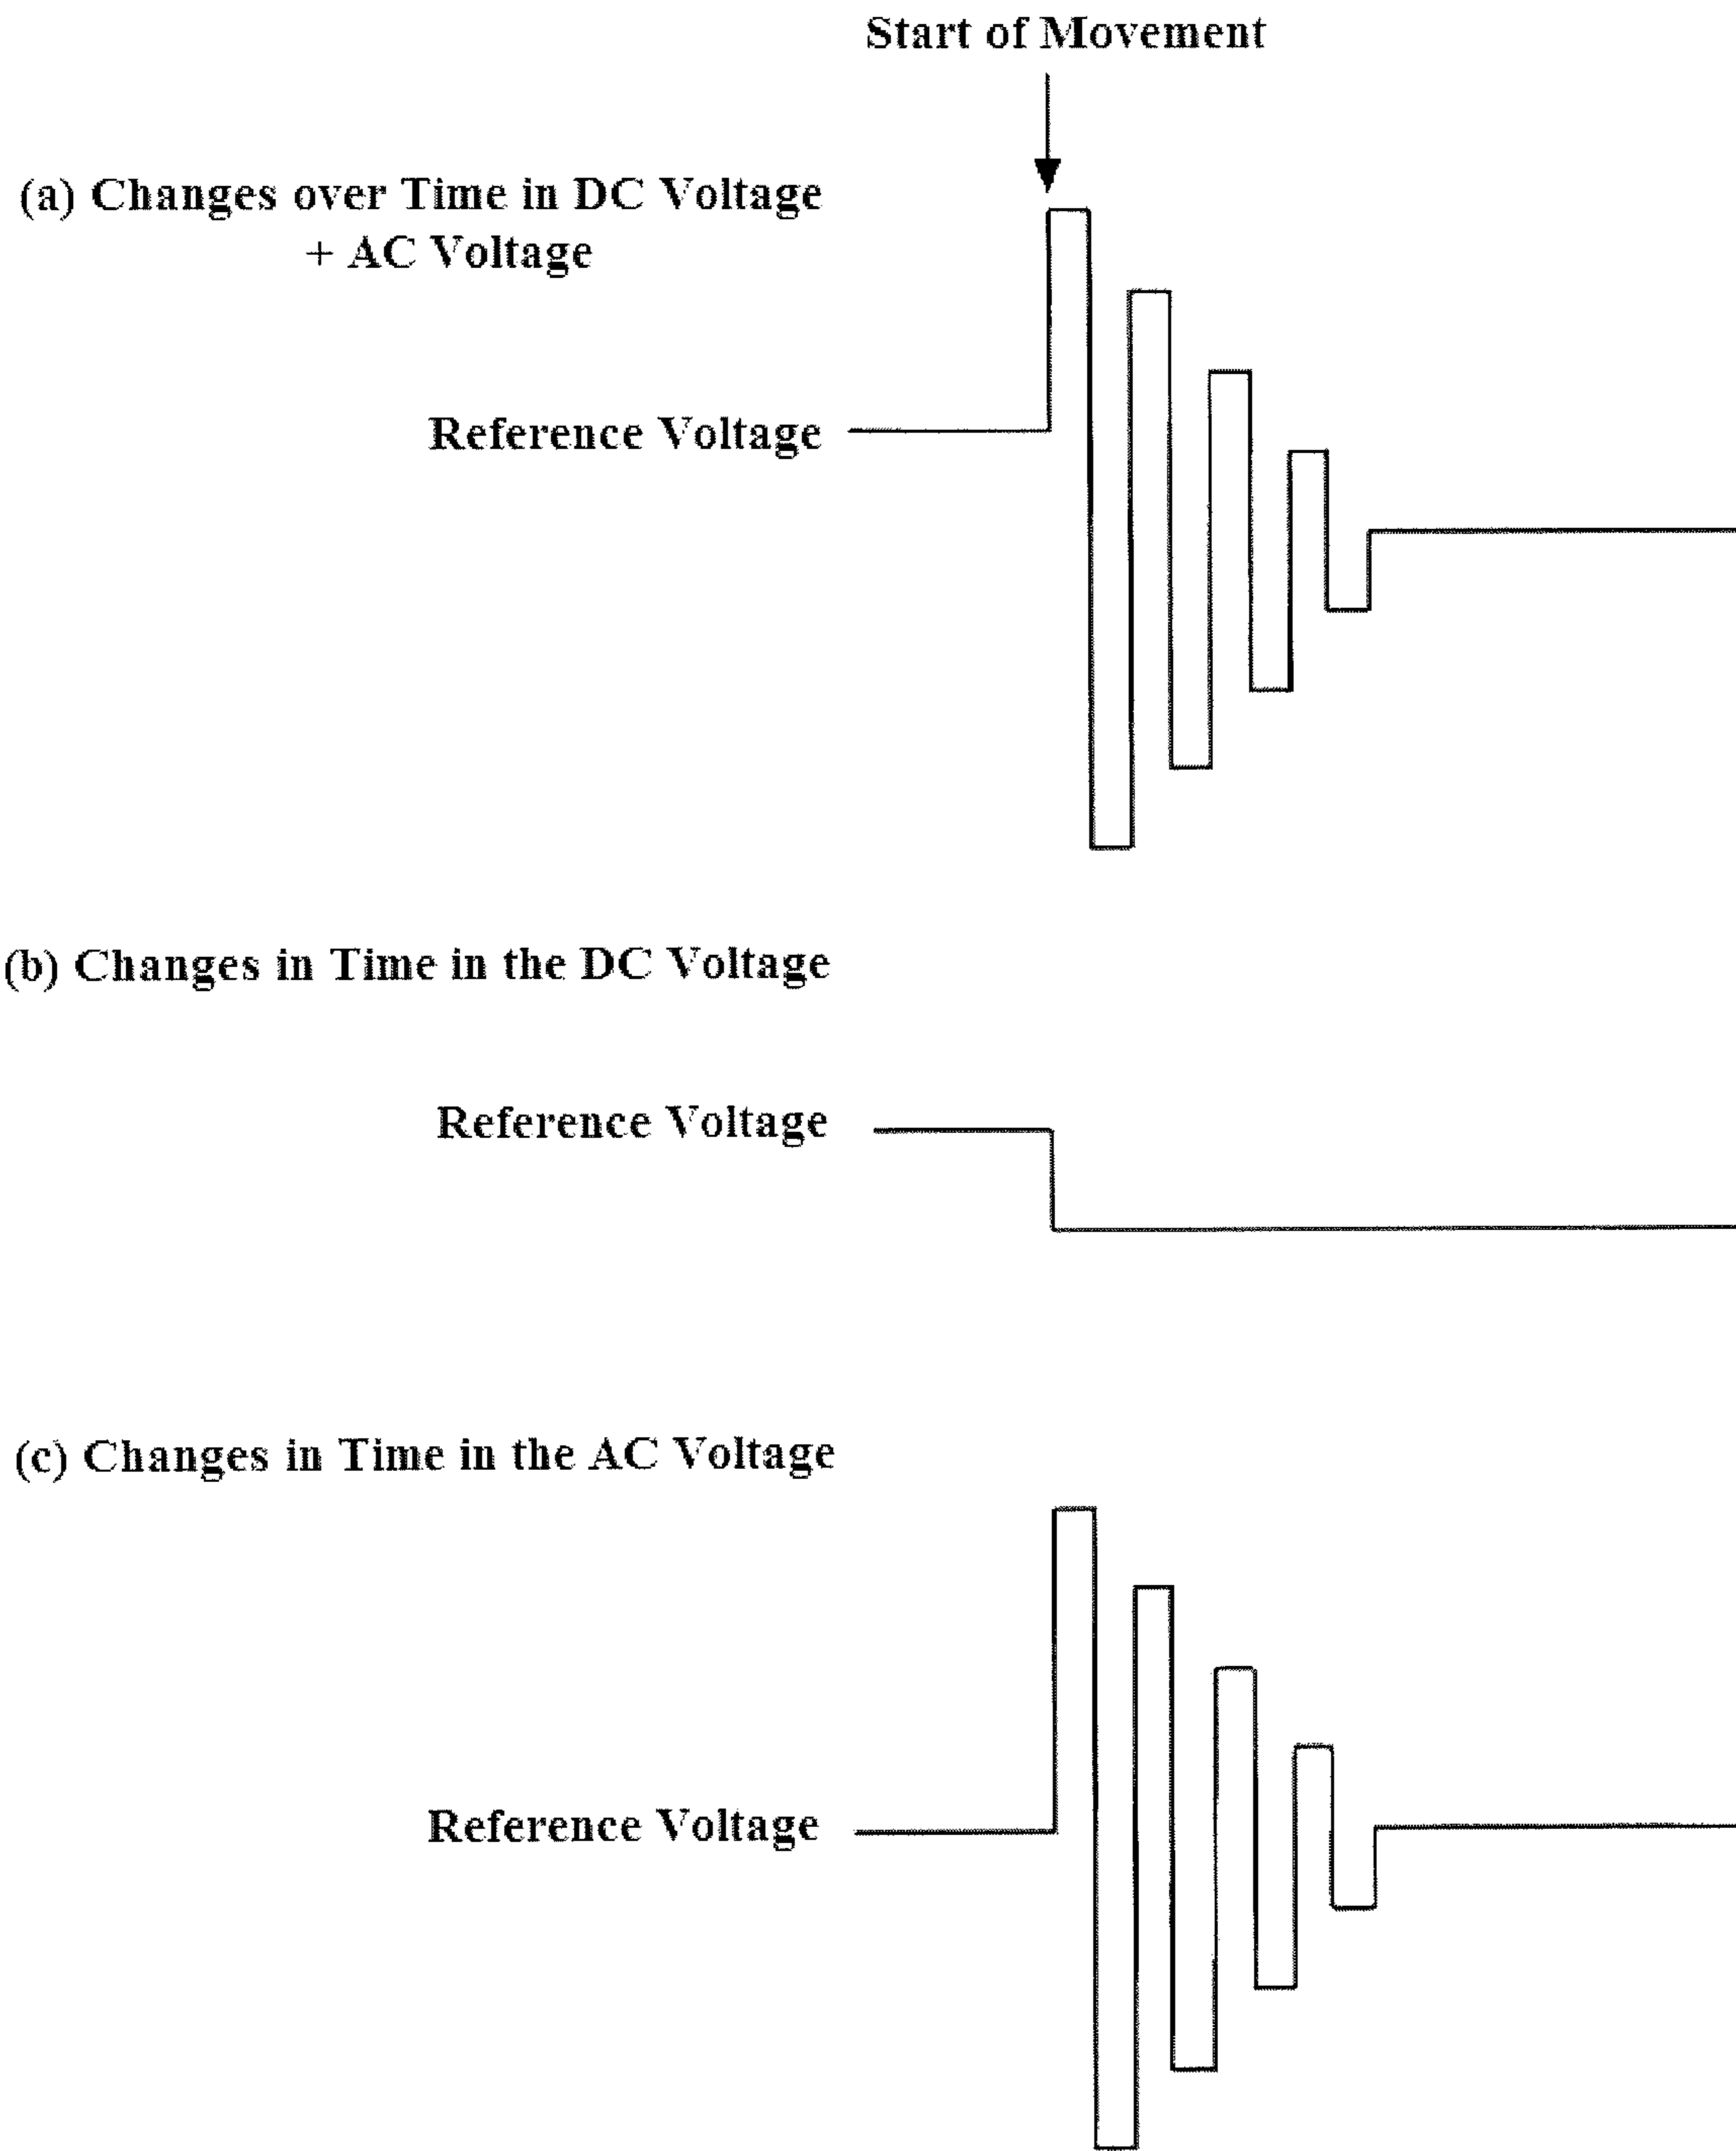 Start of Movement
(a) Changes over Time in DC Voltage
+ AC Voltage
Reference Voltage
(b) Changes in Time in the DC Voltage
Reference Voltage
(c) Changes in Time in the AC Voltage
Reference Voltage